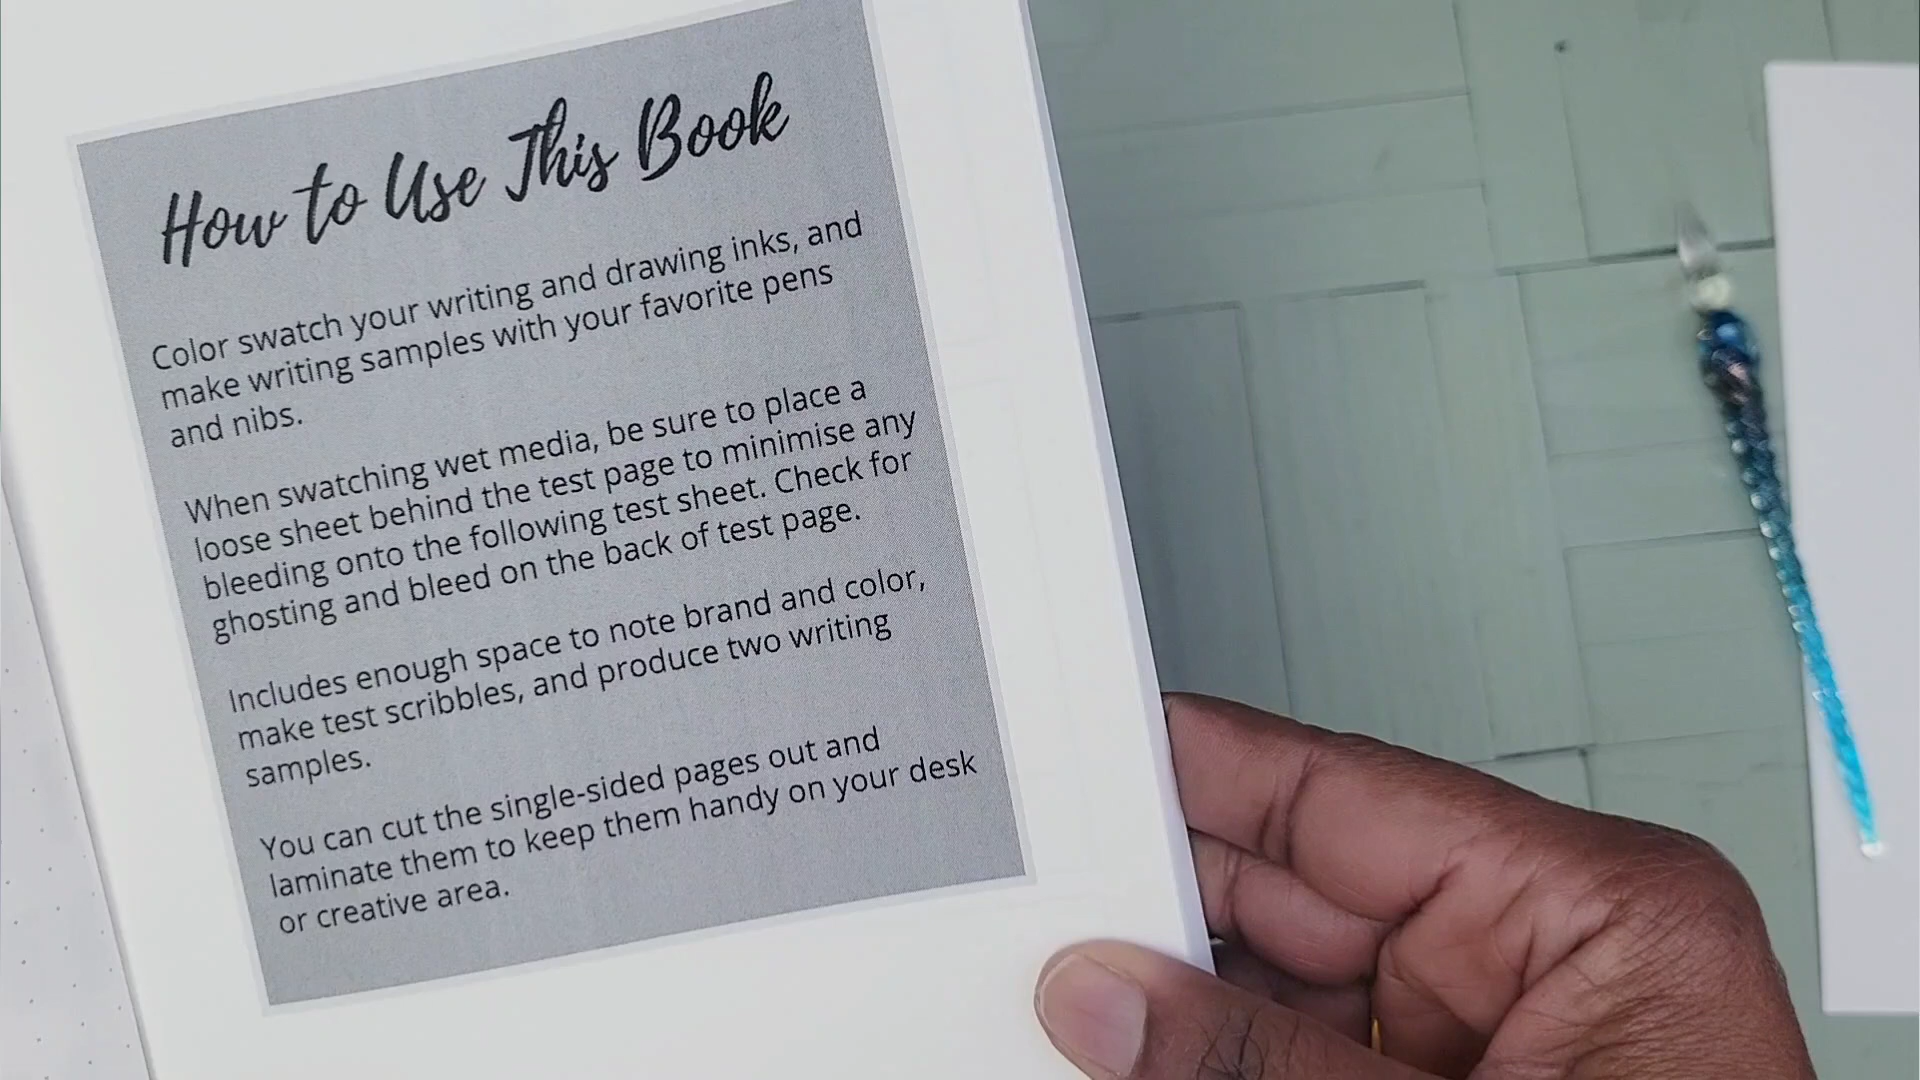 How to Use This Book
Color swatch your writing and drawing inks, and
make writing samples with your favorite pens
and nibs.
When swatching wet media, be sure to place a
loose sheet behind the test page to minimise any
bleeding onto the following test sheet. Check for
ghosting and bleed on the back of test page.
Includes enough space to note brand and color,
make test scribbles, and produce two writing
samples.
You can cut the single-sided pages out and
laminate them to keep them handy on your desk
or creative area.